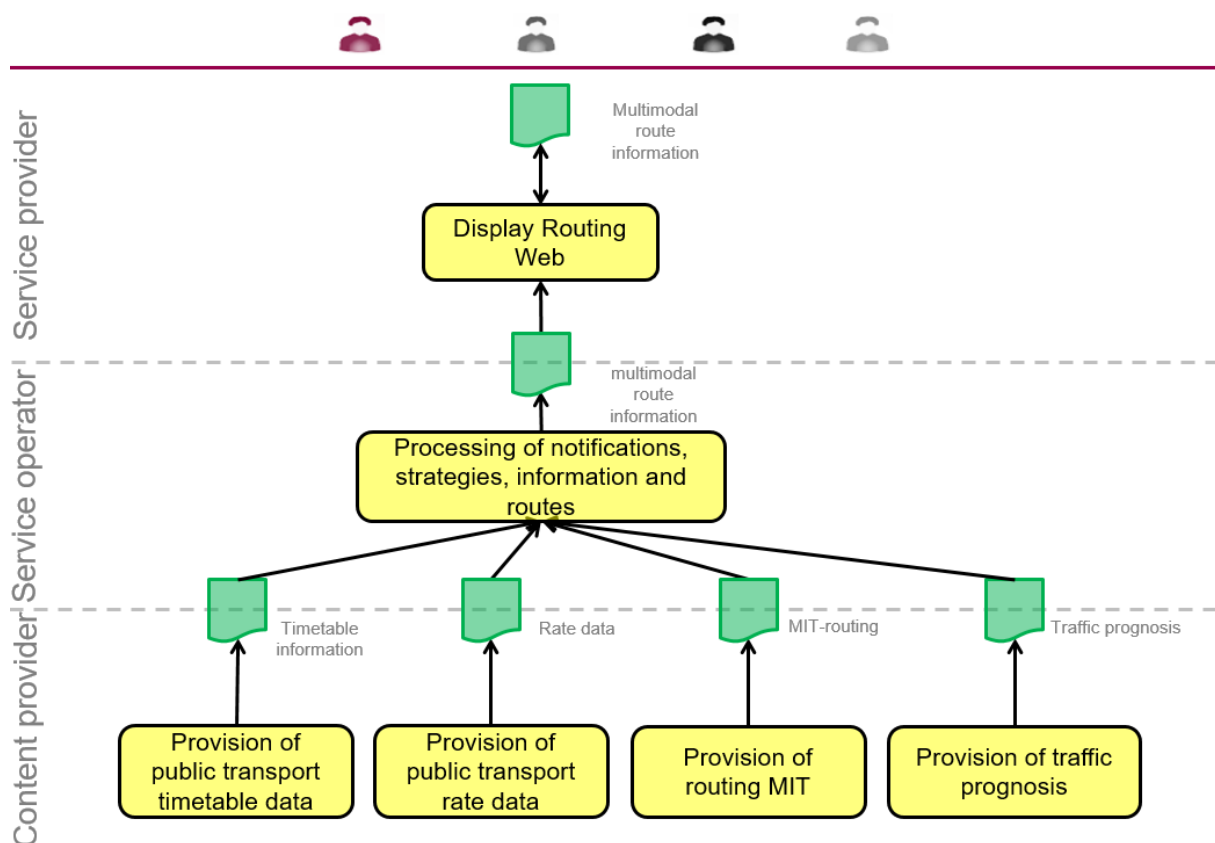 Service provider
Multimodal
route
information
Display Routing
Web
Service operator
multimodal
route
information
Processing of notifications,
strategies, information and
routes
Content provider
Timetable
information
Rate data
MIT-routing
Traffic prognosis
Provision of
public transport
timetable data
Provision of
public transport
rate data
Provision of
routing MIT
Provision of traffic
prognosis